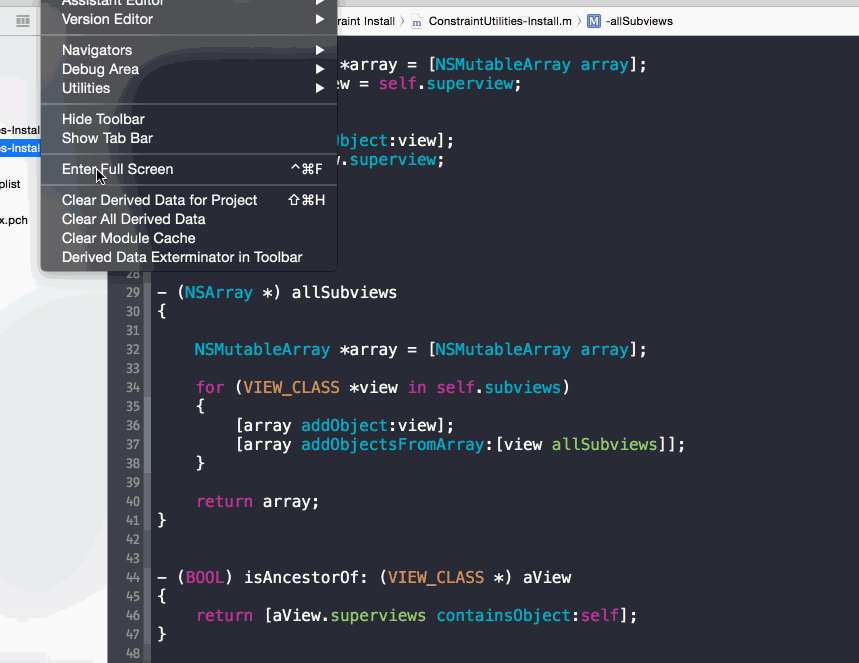 Assistant Editor
Version Editor
Navigators
Debug Area
Utilities
Hide Toolbar
Show Tab Bar
Enter Full Screen ^⌘F
Clear Derived Data for Project ⇧⌘H
Clear All Derived Data
Clear Module Cache
Derived Data Exterminator in Toolbar
es-Instal
es-Instal
plist
x.pch
raint Install 〉 m ConstraintUtilities-Install.m 〉 M -allSubviews
*array = [NSMutableArray array];
ew = self.superview;
bject:view];
.superview;
28
29 - (NSArray *) allSubviews
30 {
31
32 NSMutableArray *array = [NSMutableArray array];
33
34 for (VIEW_CLASS *view in self.subviews)
35 {
36 [array addObject:view];
37 [array addObjectsFromArray:[view allSubviews]];
38 }
39
40 return array;
41 }
42
43
44 - (BOOL) isAncestorOf: (VIEW_CLASS *) aView
45 {
46 return [aView.superviews containsObject:self];
47 }
48